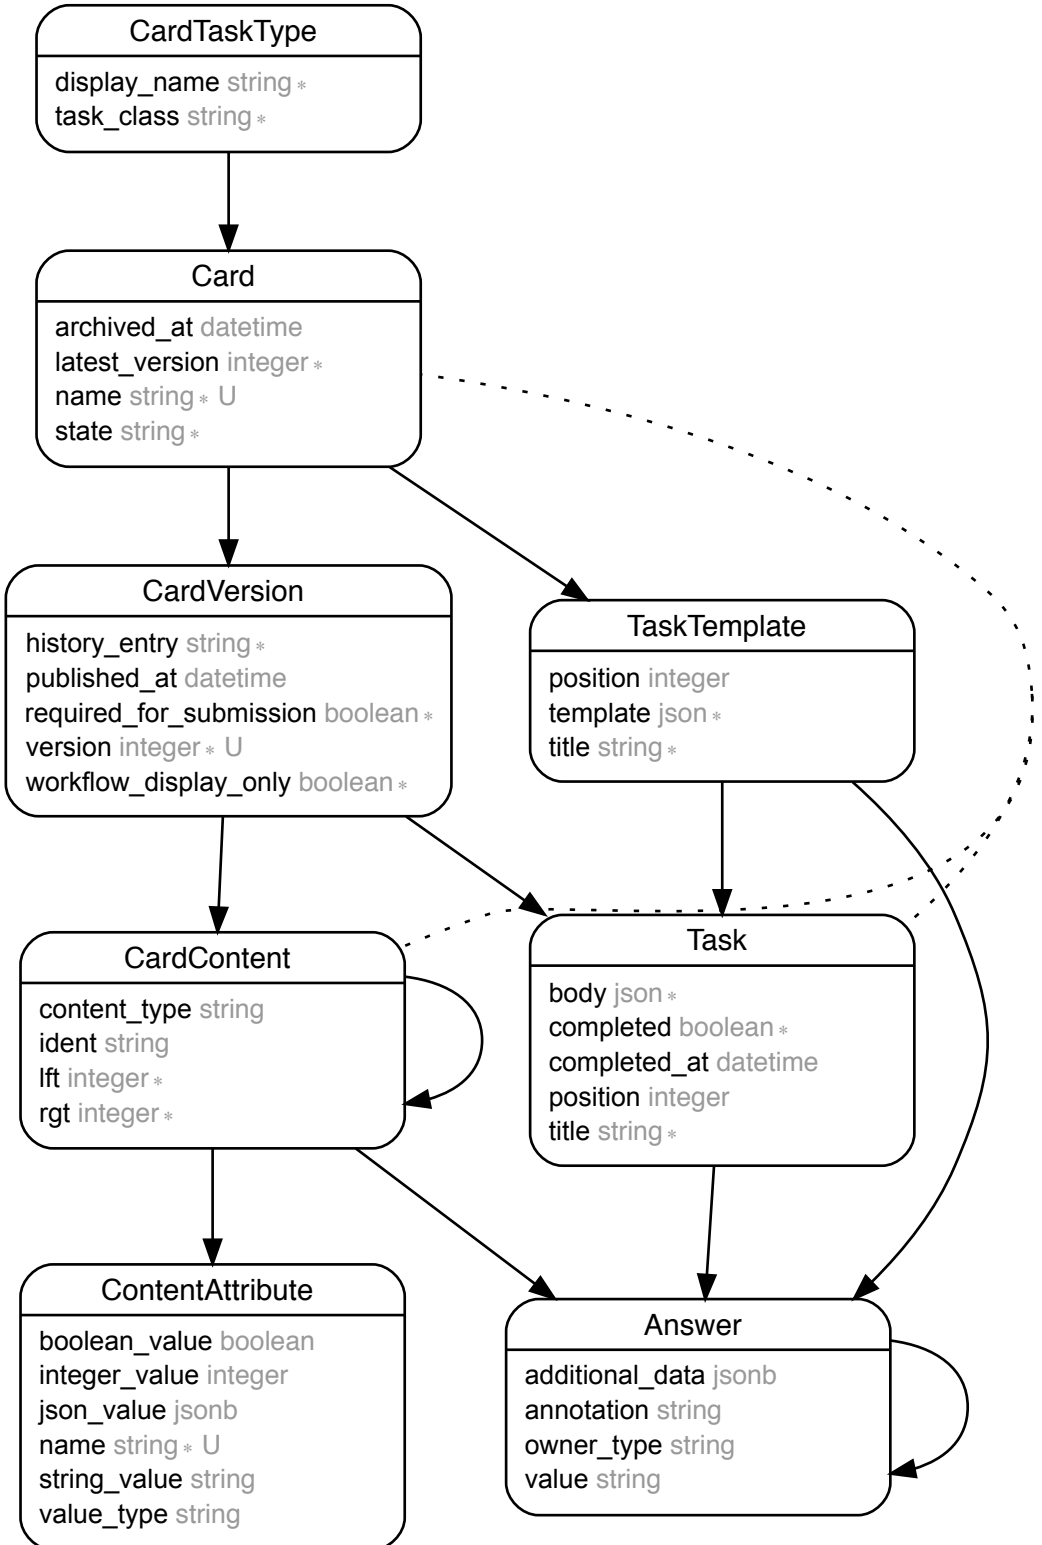 CardTaskType
display_name string *
task_class string *
Card
archived_at datetime
latest_version integer *
name string * U
state string *
CardVersion
history_entry string *
published_at datetime
required_for_submission boolean *
version integer * U
workflow_display_only boolean *
TaskTemplate
position integer
template json *
title string *
CardContent
content_type string
ident string
lft integer *
rgt integer *
Task
body json *
completed boolean *
completed_at datetime
position integer
title string *
ContentAttribute
boolean_value boolean
integer_value integer
json_value jsonb
name string * U
string_value string
value_type string
Answer
additional_data jsonb
annotation string
owner_type string
value string